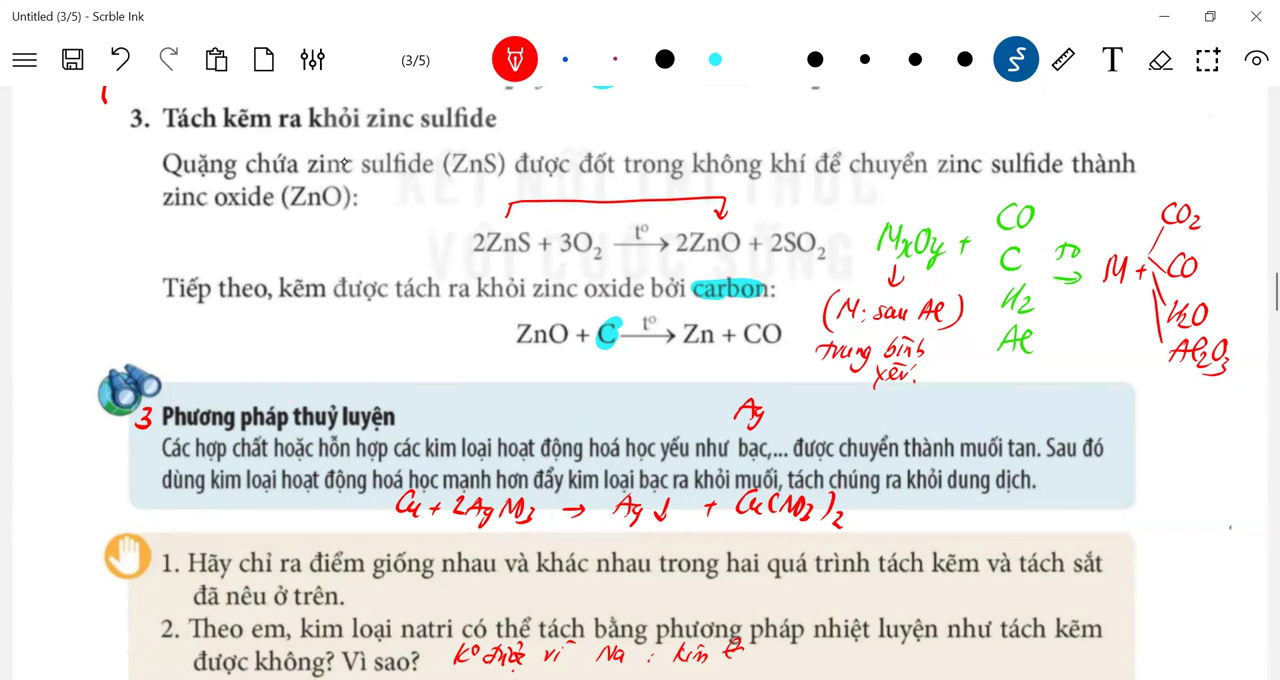 Untitled (3/5) - Scrble Ink
(3/5)
T
3. Tách kẽm ra khỏi zinc sulfide
Quặng chứa zinc sulfide (ZnS) được đốt trong không khí để chuyển zinc sulfide thành
zinc oxide (ZnO):
2ZnS + 3O₂ —t°→ 2ZnO + 2SO₂
MxOy +
CO
C
H2
Al
to →
M +
CO2
CO
H2O
Al2O3
(M: sau Al)
trung bình
yếu.
Tiếp theo, kẽm được tách ra khỏi zinc oxide bởi carbon:
ZnO + C —t°→ Zn + CO
KẾT NỐI TRI THỨC
VỚI CUỘC SỐNG
3 Phương pháp thuỷ luyện
Ag
Các hợp chất hoặc hỗn hợp các kim loại hoạt động hoá học yếu như bạc,... được chuyển thành muối tan. Sau đó
dùng kim loại hoạt động hoá học mạnh hơn đẩy kim loại bạc ra khỏi muối, tách chúng ra khỏi dung dịch.
Cu + 2AgNO3 → Ag ↓ + Cu(NO3)2
1. Hãy chỉ ra điểm giống nhau và khác nhau trong hai quá trình tách kẽm và tách sắt
đã nêu ở trên.
2. Theo em, kim loại natri có thể tách bằng phương pháp nhiệt luyện như tách kẽm
được không? Vì sao?
K° được vì Na : kim